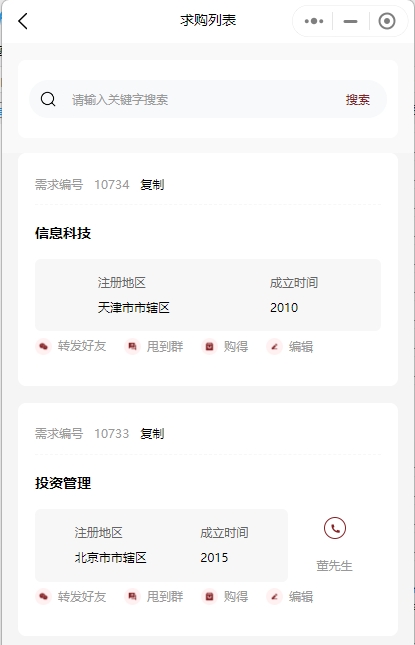 求购列表
请输入关键字搜索 搜索
需求编号 10734 复制
信息科技
注册地区 成立时间
天津市市辖区 2010
转发好友 甩到群 购得 编辑
需求编号 10733 复制
投资管理
注册地区 成立时间
北京市市辖区 2015
董先生
转发好友 甩到群 购得 编辑